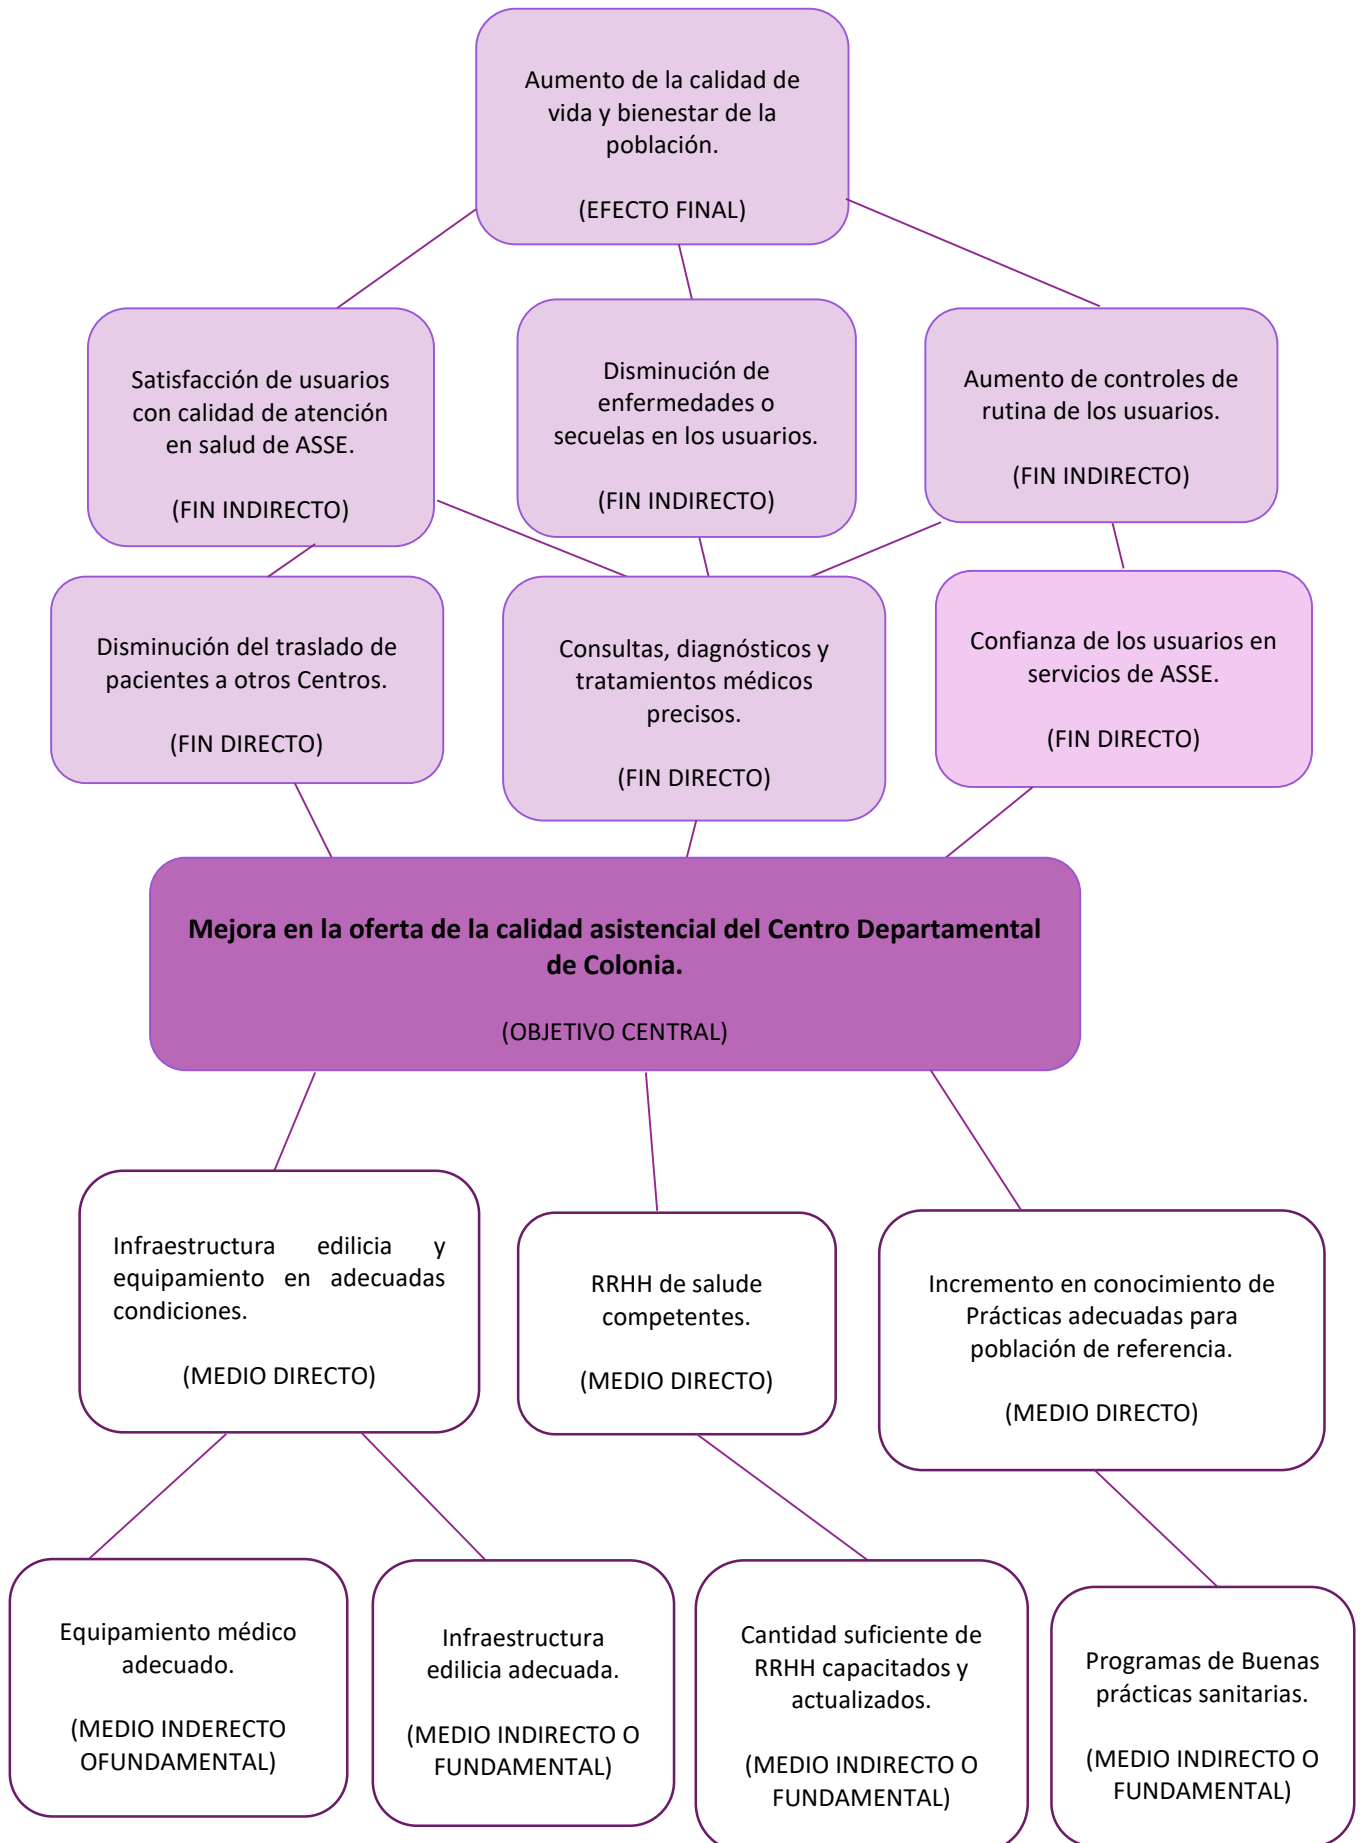 Aumento de la calidad de
vida y bienestar de la
población.
(EFECTO FINAL)
Satisfacción de usuarios
con calidad de atención
en salud de ASSE.
(FIN INDIRECTO)
Disminución de
enfermedades o
secuelas en los usuarios.
(FIN INDIRECTO)
Aumento de controles de
rutina de los usuarios.
(FIN INDIRECTO)
Disminución del traslado de
pacientes a otros Centros.
(FIN DIRECTO)
Consultas, diagnósticos y
tratamientos médicos
precisos.
(FIN DIRECTO)
Confianza de los usuarios en
servicios de ASSE.
(FIN DIRECTO)
Mejora en la oferta de la calidad asistencial del Centro Departamental
de Colonia.
(OBJETIVO CENTRAL)
Infraestructura edilicia y
equipamiento en adecuadas
condiciones.
(MEDIO DIRECTO)
RRHH de salude
competentes.
(MEDIO DIRECTO)
Incremento en conocimiento de
Prácticas adecuadas para
población de referencia.
(MEDIO DIRECTO)
Equipamiento médico
adecuado.
(MEDIO INDERECTO
OFUNDAMENTAL)
Infraestructura
edilicia adecuada.
(MEDIO INDIRECTO O
FUNDAMENTAL)
Cantidad suficiente de
RRHH capacitados y
actualizados.
(MEDIO INDIRECTO O
FUNDAMENTAL)
Programas de Buenas
prácticas sanitarias.
(MEDIO INDIRECTO O
FUNDAMENTAL)